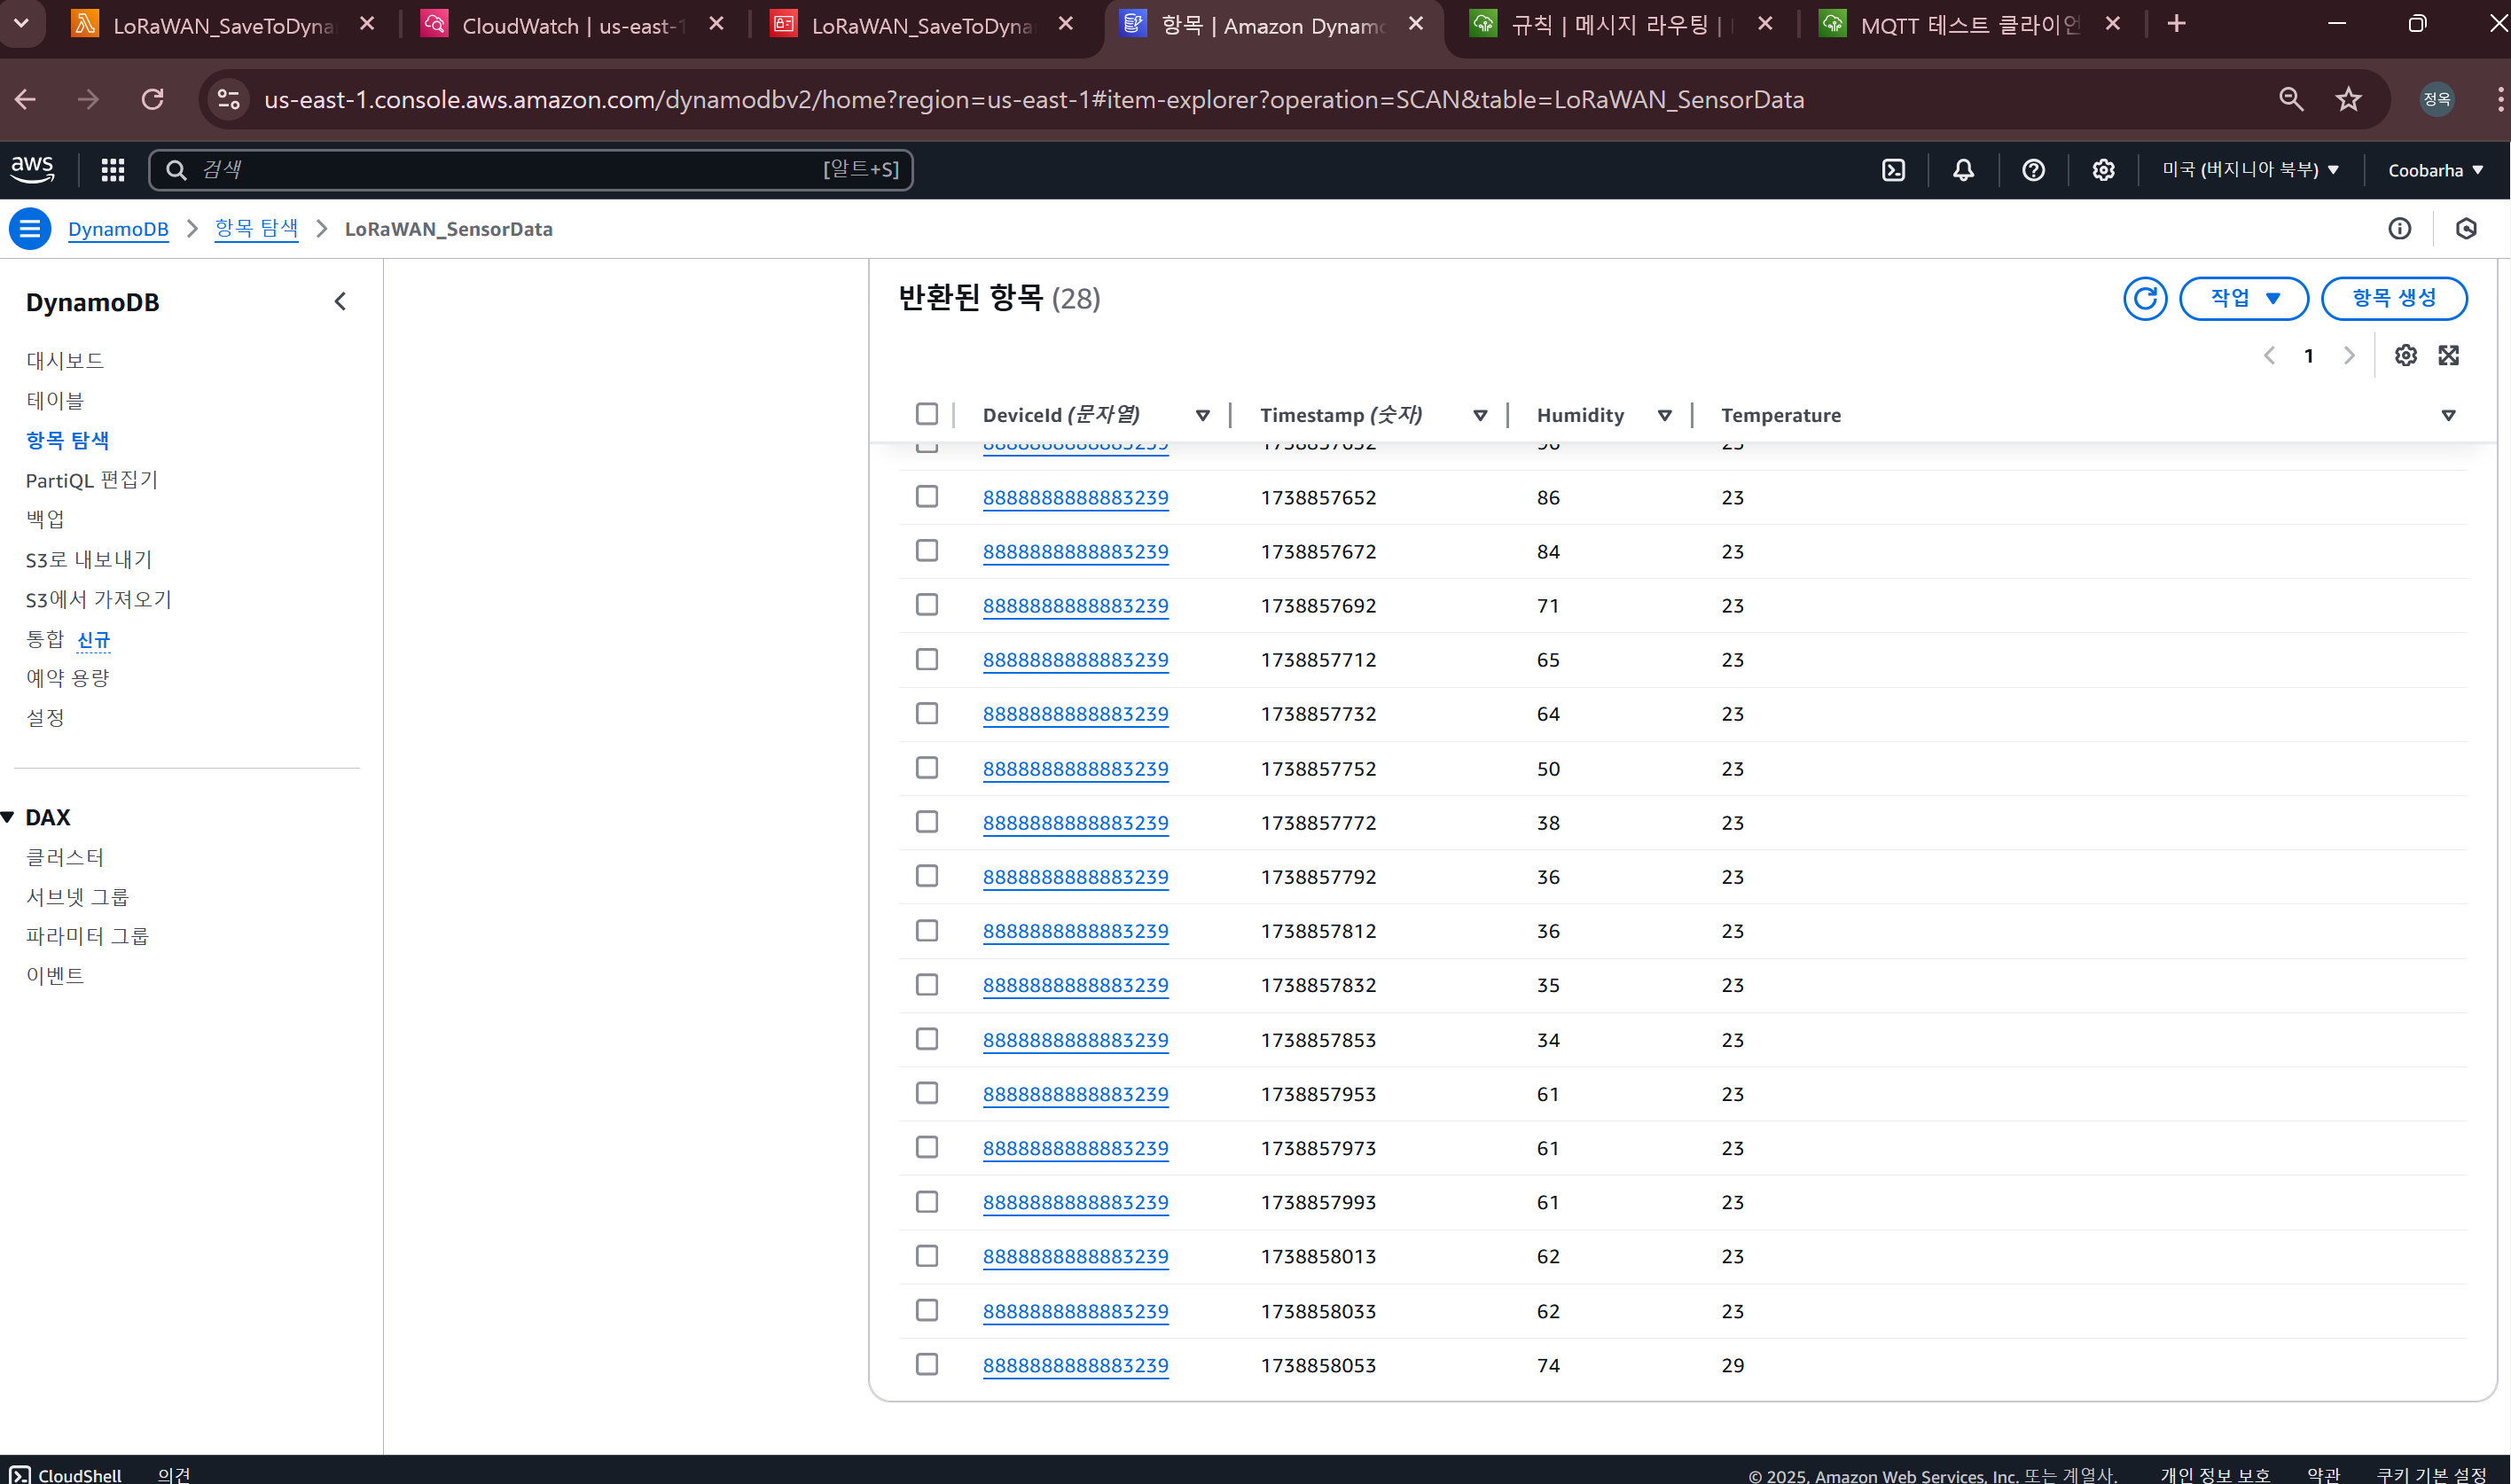 LoRaWAN_SaveToDyna
CloudWatch | us-east-1
LoRaWAN_SaveToDyna
항목 | Amazon Dynamo
규칙 | 메시지 라우팅 |
MQTT 테스트 클라이언
us-east-1.console.aws.amazon.com/dynamodbv2/home?region=us-east-1#item-explorer?operation=SCAN&table=LoRaWAN_SensorData
정옥
aws
검색
[알트+S]
미국 (버지니아 북부)
Coobarha
DynamoDB
항목 탐색
LoRaWAN_SensorData
DynamoDB
대시보드
테이블
항목 탐색
PartiQL 편집기
백업
S3로 내보내기
S3에서 가져오기
통합 신규
예약 용량
설정
DAX
클러스터
서브넷 그룹
파라미터 그룹
이벤트
반환된 항목 (28)
작업
항목 생성
1
DeviceId (문자열) Timestamp (숫자) Humidity Temperature
8888888888883239 1738857652 86 23
8888888888883239 1738857672 84 23
8888888888883239 1738857692 71 23
8888888888883239 1738857712 65 23
8888888888883239 1738857732 64 23
8888888888883239 1738857752 50 23
8888888888883239 1738857772 38 23
8888888888883239 1738857792 36 23
8888888888883239 1738857812 36 23
8888888888883239 1738857832 35 23
8888888888883239 1738857853 34 23
8888888888883239 1738857953 61 23
8888888888883239 1738857973 61 23
8888888888883239 1738857993 61 23
8888888888883239 1738858013 62 23
8888888888883239 1738858033 62 23
8888888888883239 1738858053 74 29
CloudShell
의견
© 2025, Amazon Web Services, Inc. 또는 계열사.
개인 정보 보호
약관
쿠키 기본 설정